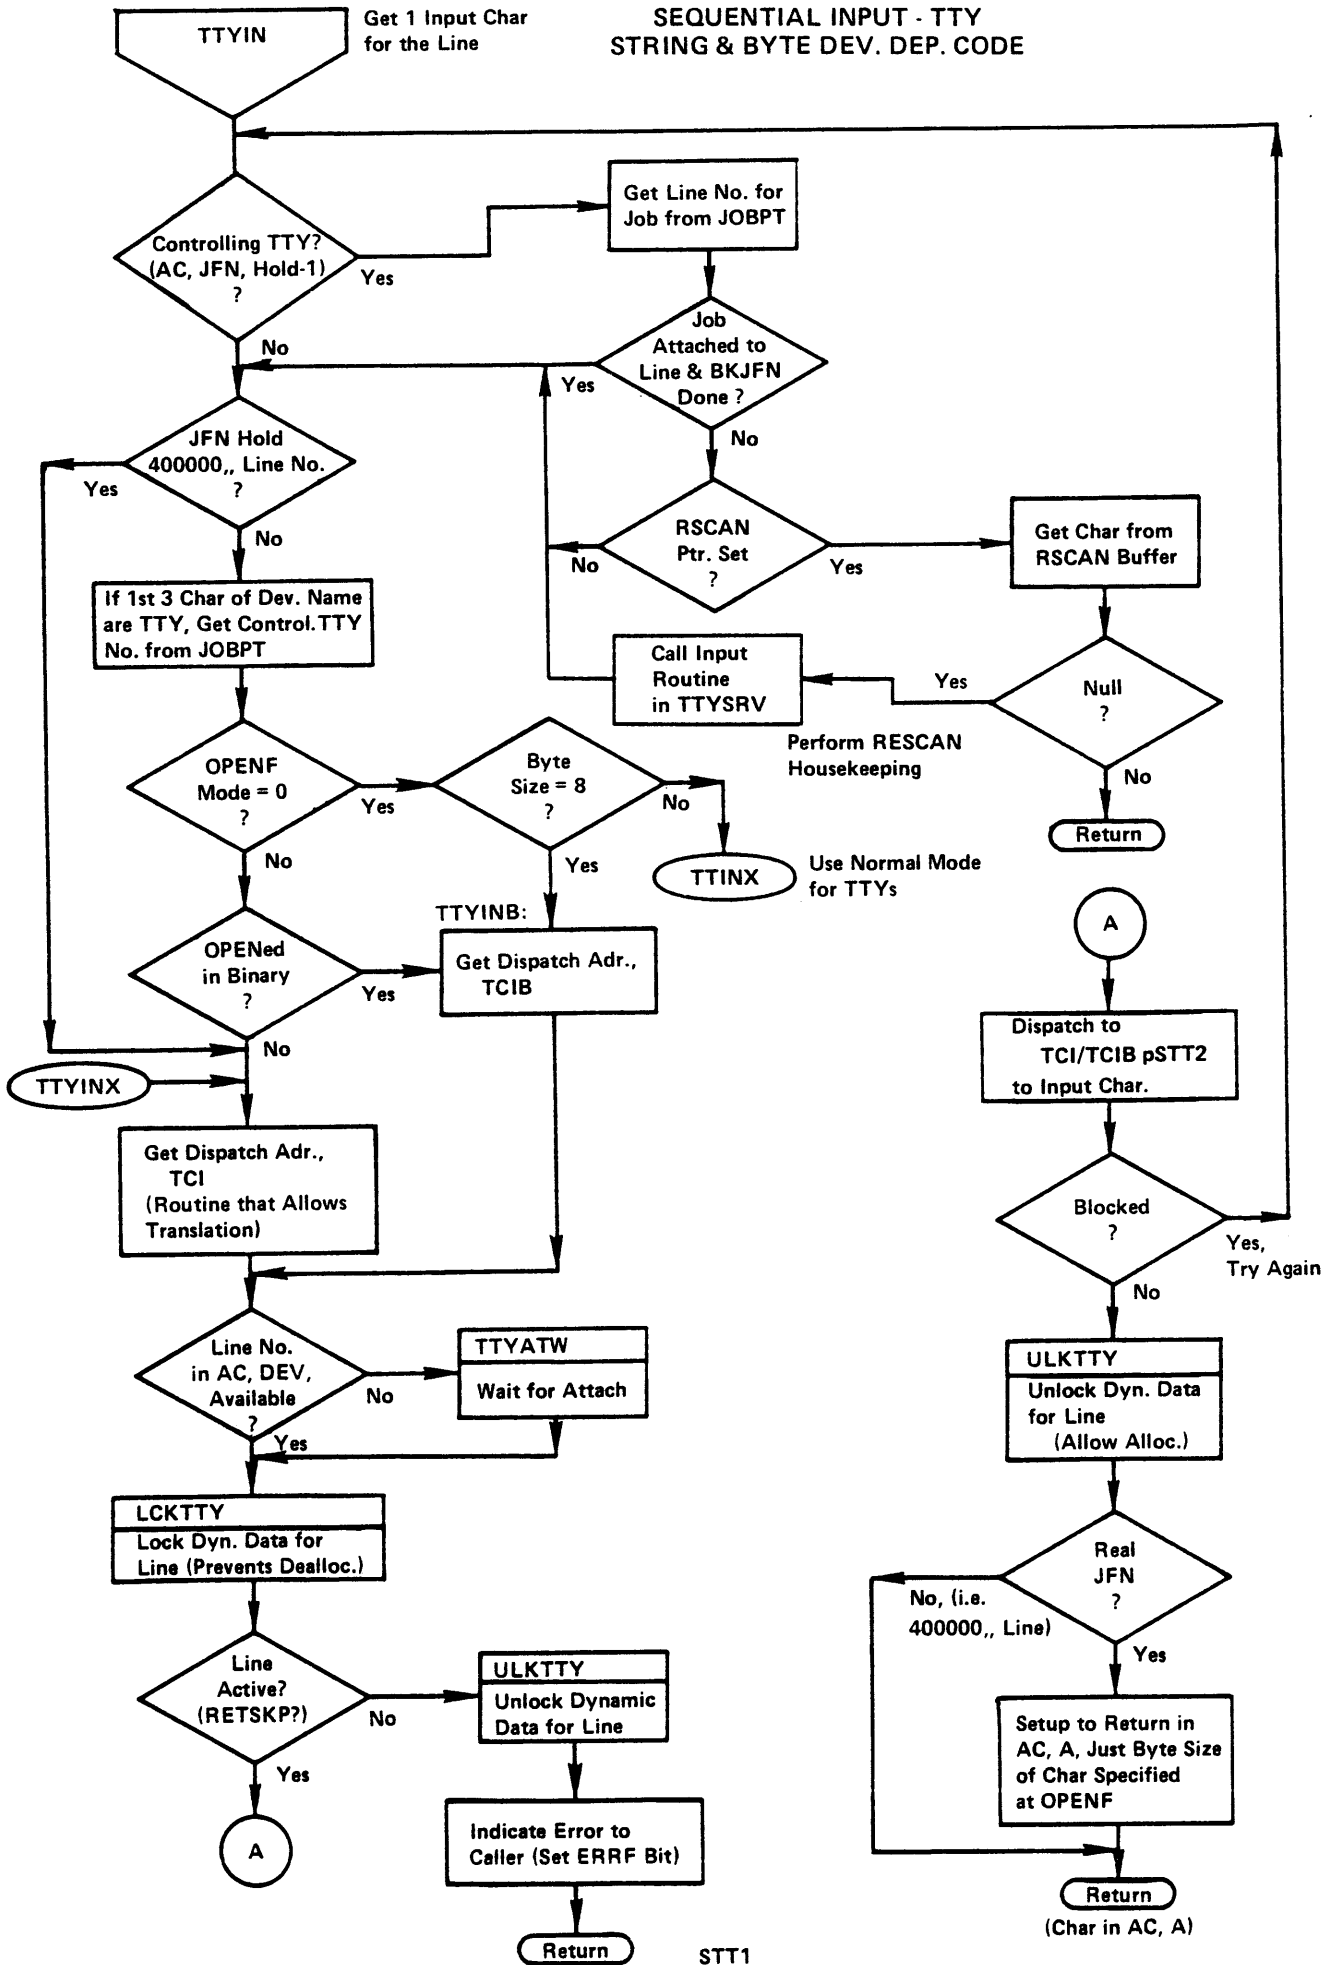 TTYIN
Get 1 Input Char
for the Line
SEQUENTIAL INPUT - TTY
STRING & BYTE DEV. DEP. CODE
Controlling TTY?
(AC, JFN, Hold-1)
?
Yes
No
Get Line No. for
Job from JOBPT
Job
Attached to
Line & BKJFN
Done ?
Yes
No
JFN Hold
400000,, Line No.
?
Yes
No
RSCAN
Ptr. Set
?
No
Yes
Get Char from
RSCAN Buffer
If 1st 3 Char of Dev. Name
are TTY, Get Control.TTY
No. from JOBPT
Call Input
Routine
in TTYSRV
Yes
Null
?
No
Perform RESCAN
Housekeeping
Return
OPENF
Mode = 0
?
Yes
No
Byte
Size = 8
?
No
Yes
TTINX
Use Normal Mode
for TTYs
TTYINB:
OPENed
in Binary
?
Yes
No
Get Dispatch Adr.,
TCIB
A
Dispatch to
TCI/TCIB pSTT2
to Input Char.
TTYINX
Get Dispatch Adr.,
TCI
(Routine that Allows
Translation)
Blocked
?
Yes,
Try Again
No
Line No.
in AC, DEV,
Available
?
No
Yes
TTYATW
Wait for Attach
ULKTTY
Unlock Dyn. Data
for Line
(Allow Alloc.)
LCKTTY
Lock Dyn. Data for
Line (Prevents Dealloc.)
Real
JFN
?
No, (i.e.
400000,, Line)
Yes
Line
Active?
(RETSKP?)
No
Yes
ULKTTY
Unlock Dynamic
Data for Line
Setup to Return in
AC, A, Just Byte Size
of Char Specified
at OPENF
A
Indicate Error to
Caller (Set ERRF Bit)
Return
(Char in AC, A)
Return
STT1